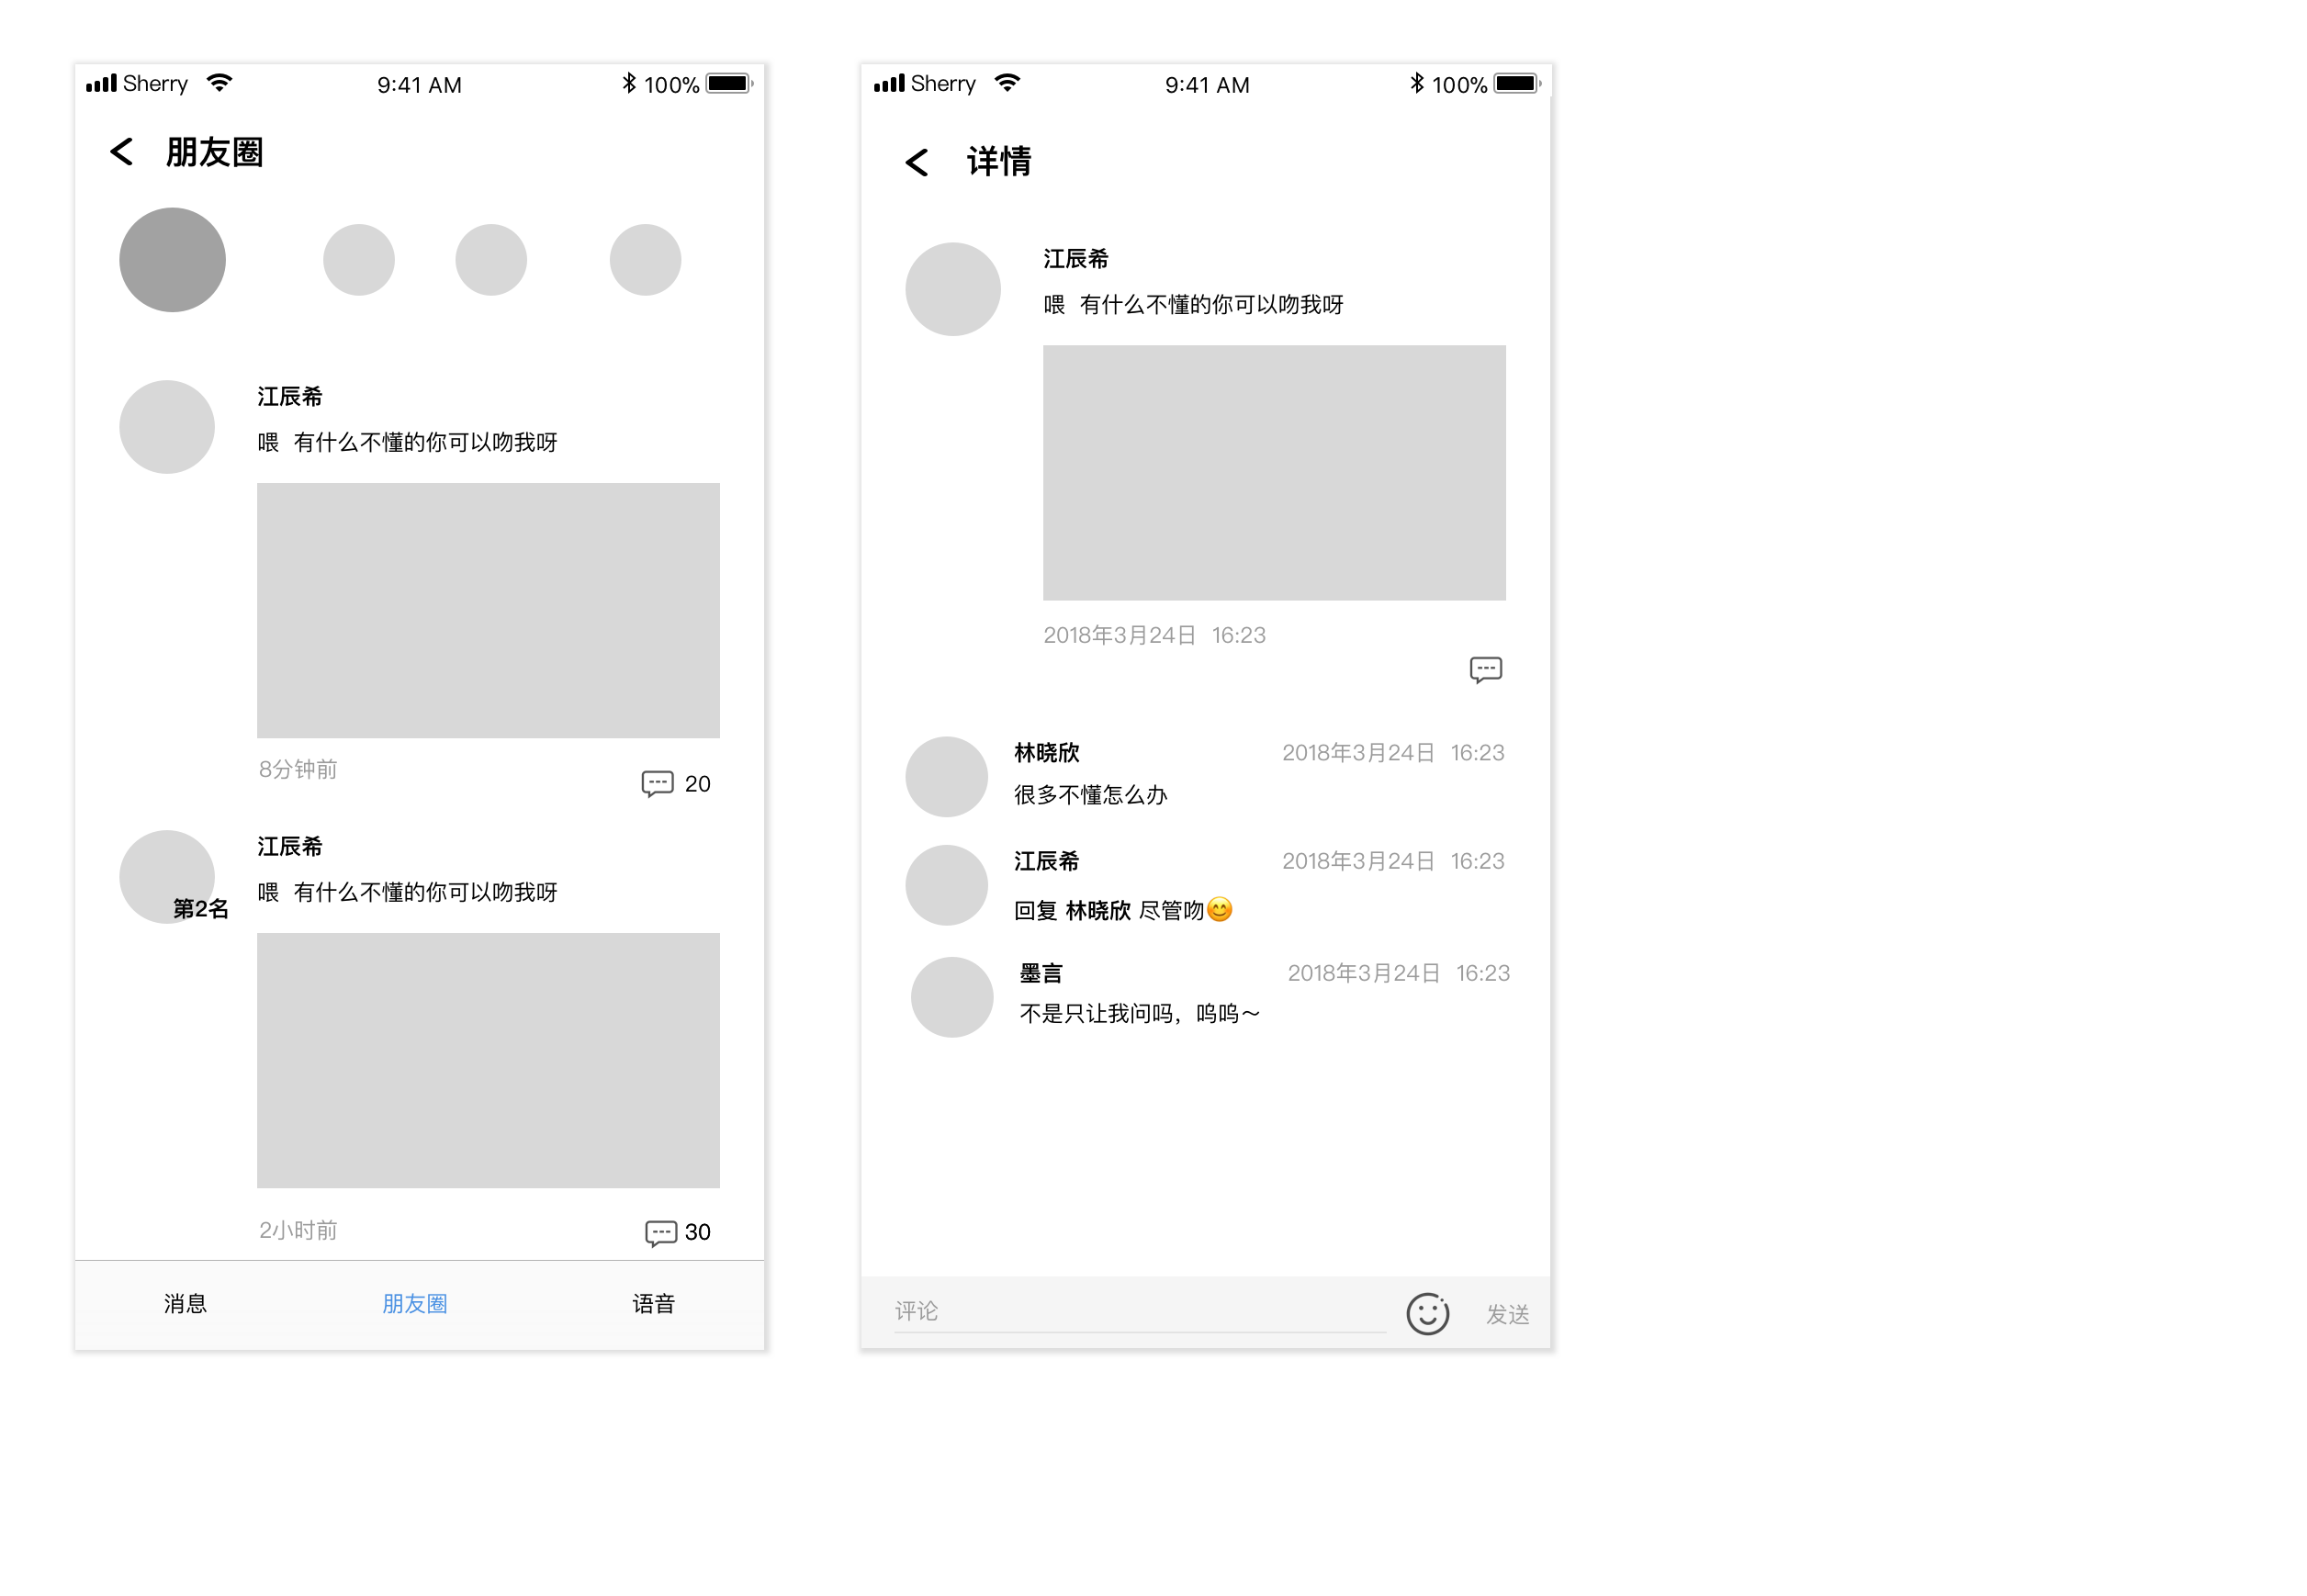 Sherry 9:41 AM 100%
朋友圈
江辰希
喂 有什么不懂的你可以吻我呀
8分钟前 20
江辰希
喂 有什么不懂的你可以吻我呀
第2名
2小时前 30
消息 朋友圈 语音
Sherry 9:41 AM 100%
详情
江辰希
喂 有什么不懂的你可以吻我呀
2018年3月24日 16:23
林晓欣 2018年3月24日 16:23
很多不懂怎么办
江辰希 2018年3月24日 16:23
回复 林晓欣 尽管吻😊
墨言 2018年3月24日 16:23
不是只让我问吗，呜呜～
评论 发送